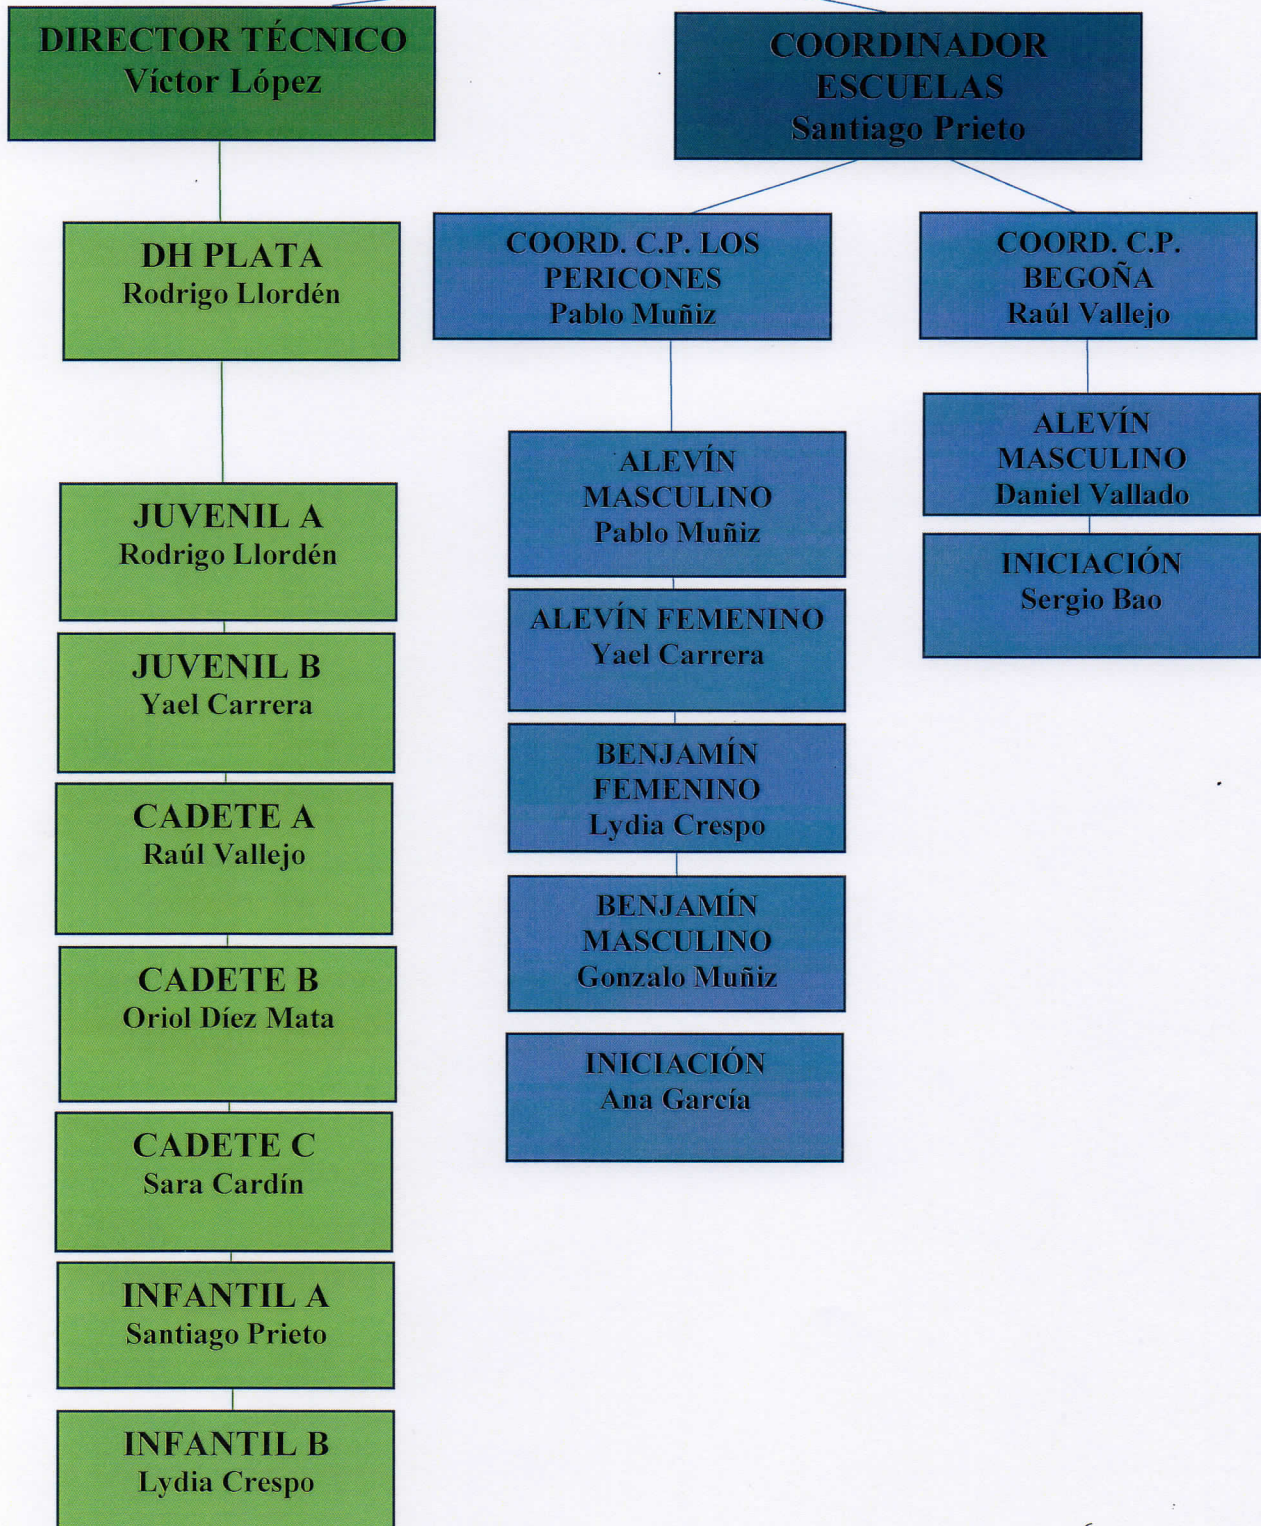 DIRECTOR TÉCNICO
Víctor López
COORDINADOR
ESCUELAS
Santiago Prieto
DH PLATA
Rodrigo Llordén
JUVENIL A
Rodrigo Llordén
JUVENIL B
Yael Carrera
CADETE A
Raúl Vallejo
CADETE B
Oriol Díez Mata
CADETE C
Sara Cardín
INFANTIL A
Santiago Prieto
INFANTIL B
Lydia Crespo
COORD. C.P. LOS
PERICONES
Pablo Muñiz
ALEVÍN
MASCULINO
Pablo Muñiz
ALEVÍN FEMENINO
Yael Carrera
BENJAMÍN
FEMENINO
Lydia Crespo
BENJAMÍN
MASCULINO
Gonzalo Muñiz
INICIACIÓN
Ana García
COORD. C.P.
BEGOÑA
Raúl Vallejo
ALEVÍN
MASCULINO
Daniel Vallado
INICIACIÓN
Sergio Bao